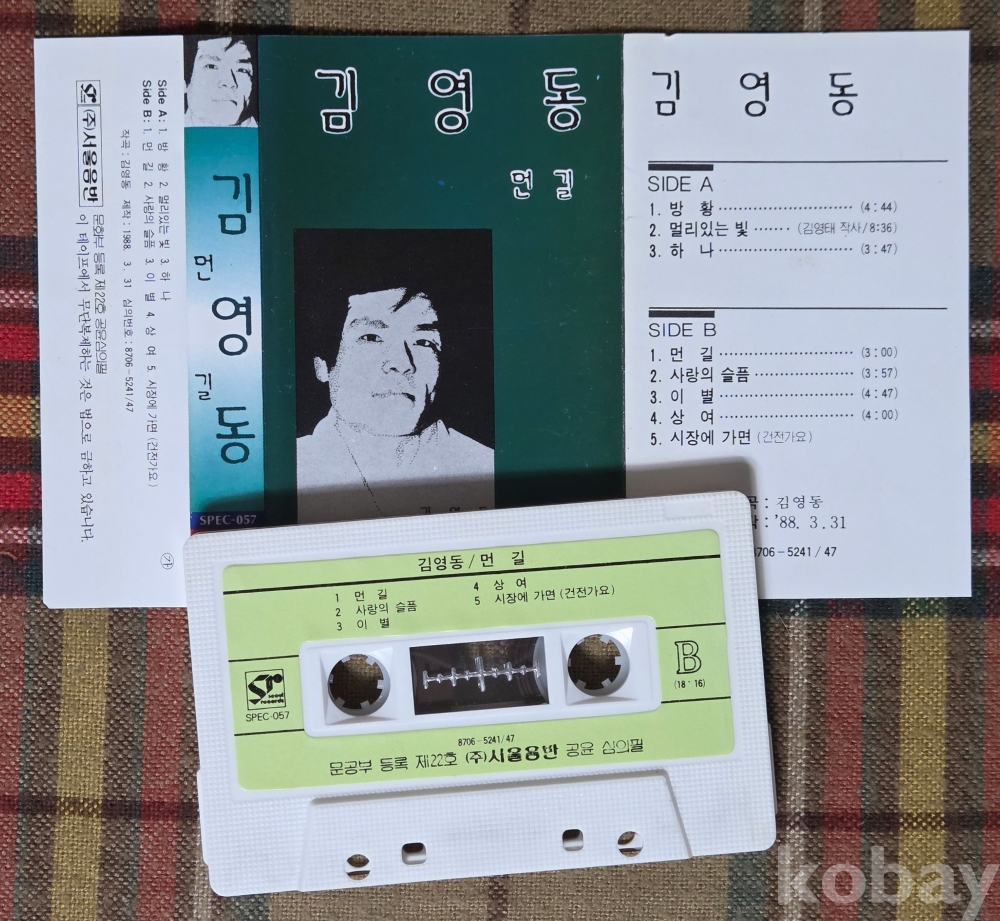 Side A: 1. 방 황 2. 멀리있는 빛 3. 하 나
Side B: 1. 먼 길 2. 사랑의 슬픔 3. 이 별 4. 상 여 5. 시장에 가면 (건전가요)
작곡 : 김영동 제작 : 1988. 3. 31 심의번호 : 8706-5241/47
(주)서울음반 문화부 등록 제22호 공윤심의필
이 테이프에서 무단복제하는 것은 법으로 금하고 있습니다.
가
김영동
먼 길
SPEC-057
김 영 동
먼 길
김 영 동
SIDE A
1. 방 황 (4:44)
2. 멀리있는 빛 (김영태 작사/8:36)
3. 하 나 (3:47)
SIDE B
1. 먼 길 (3:00)
2. 사랑의 슬픔 (3:57)
3. 이 별 (4:47)
4. 상 여 (4:00)
5. 시장에 가면 (건전가요)
: 김영동
: '88. 3. 31
8706-5241/47
김영동/먼 길
1 먼 길
2 사랑의 슬픔
3 이 별
4 상 여
5 시장에 가면(건전가요)
B
(18'16)
seoul records
SPEC-057
8706-5241/47
문공부 등록 제22호 (주)서울음반 공윤 심의필
kobay